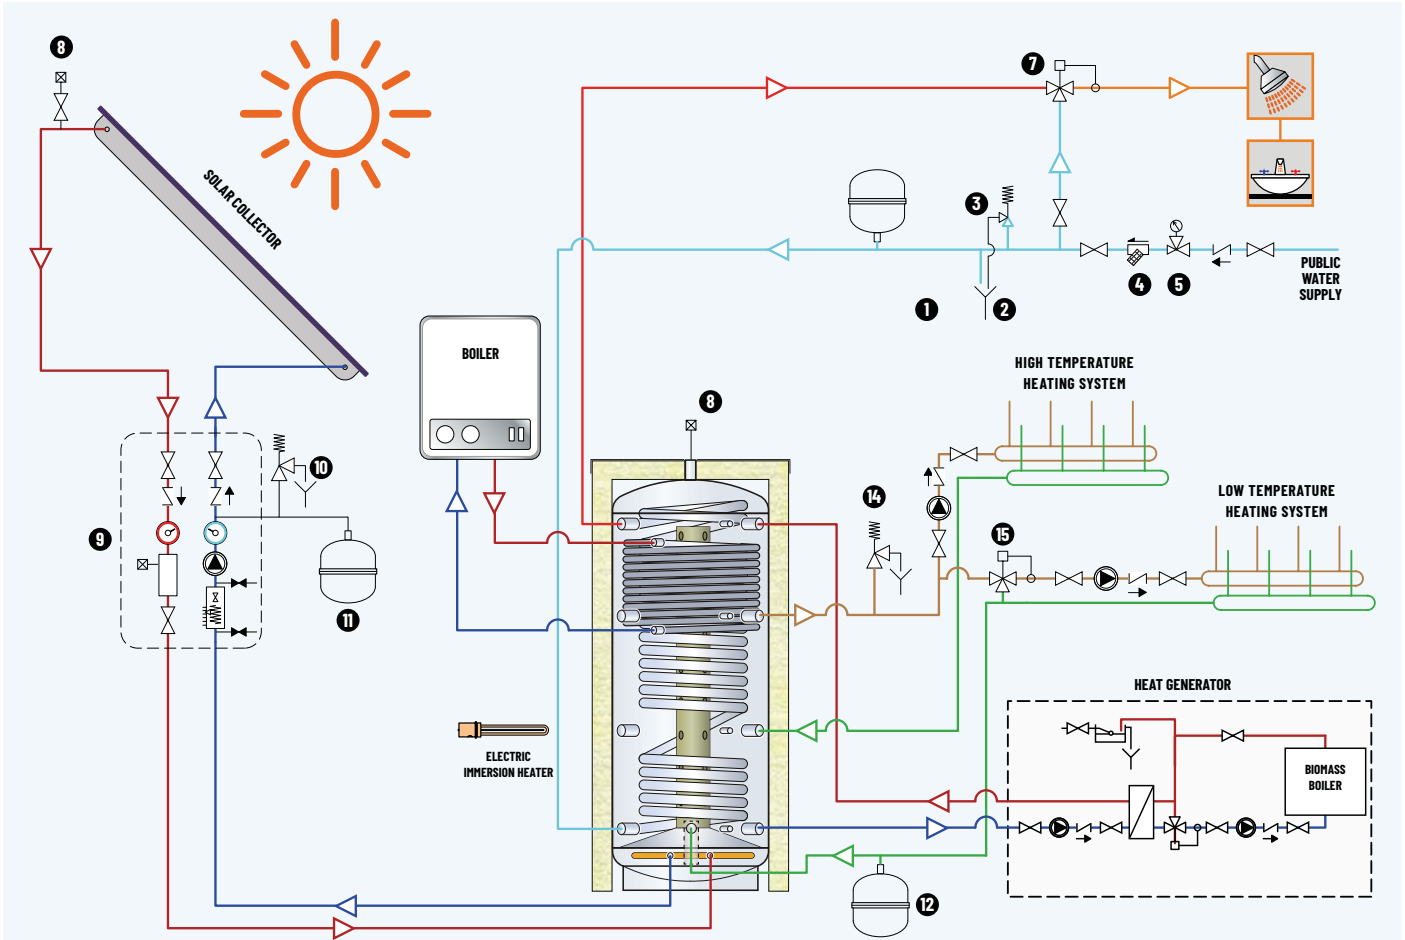 8
7
SOLAR COLLECTOR
3
PUBLIC
WATER
SUPPLY
4
5
1
2
BOILER
HIGH TEMPERATURE
HEATING SYSTEM
8
10
14
LOW TEMPERATURE
HEATING SYSTEM
9
15
11
HEAT GENERATOR
ELECTRIC
IMMERSION HEATER
BIOMASS
BOILER
12